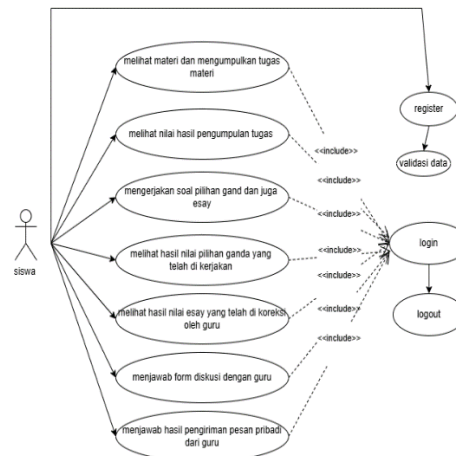 melihat materi dan mengumpulkan tugas
materi
register
melihat nilai hasil pengumpulan tugas
<<include>>
validasi data
<<include>>
mengerjakan soal pilihan gand dan juga
esay
<<include>>
siswa
login
<<include>>
melihat hasil nilai pilihan ganda yang
telah di kerjakan
<<include>>
melihat hasil nilai esay yang telah di koreksi
oleh guru
<<include>>
logout
<<include>>
menjawab form diskusi dengan guru
menjawab hasil pengiriman pesan pribadi
dari guru